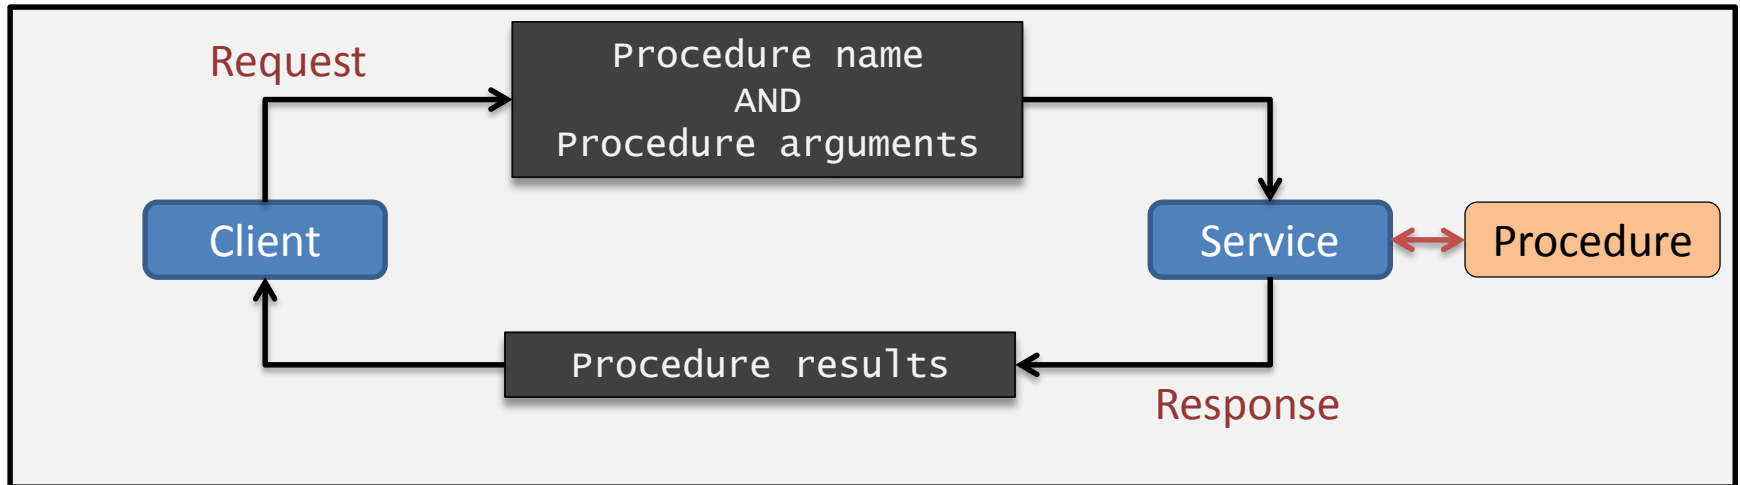 Request
Procedure name
AND
Procedure arguments
Client
Service
Procedure
Procedure results
Response